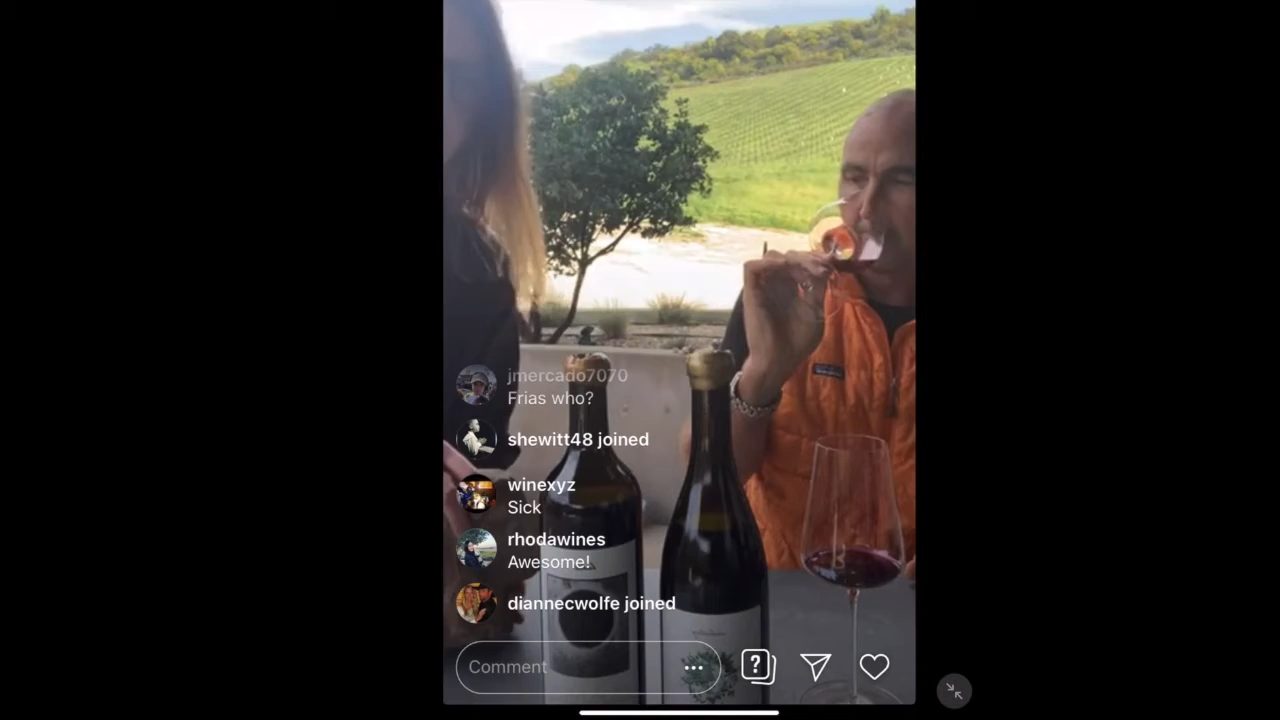 jmercado7070
Frias who?
shewitt48 joined
winexyz
Sick
rhodawines
Awesome!
diannecwolfe joined
Comment